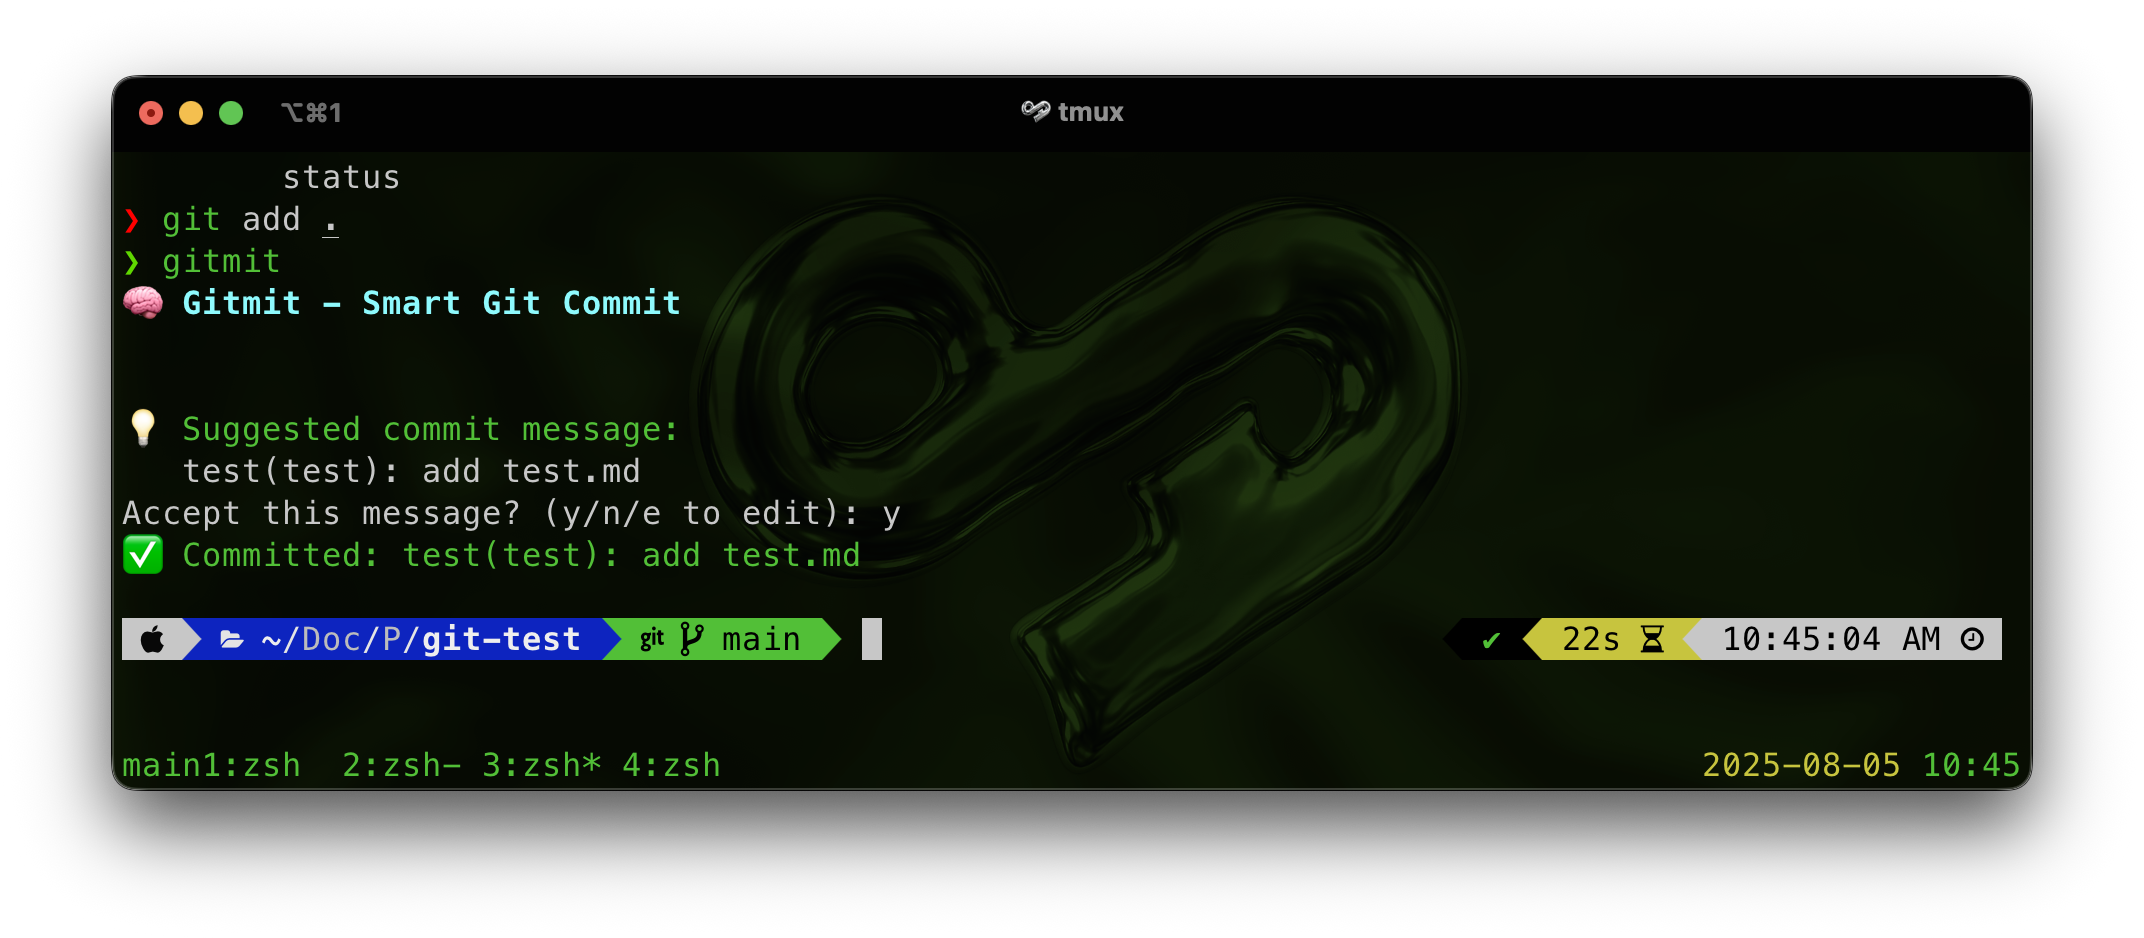 ⌥⌘1 tmux
status
❯ git add .
❯ gitmit
🧠 Gitmit – Smart Git Commit
💡 Suggested commit message:
test(test): add test.md
Accept this message? (y/n/e to edit): y
✅ Committed: test(test): add test.md
~/Doc/P/git-test git main ✔ 22s 10:45:04 AM
main1:zsh 2:zsh- 3:zsh* 4:zsh 2025-08-05 10:45